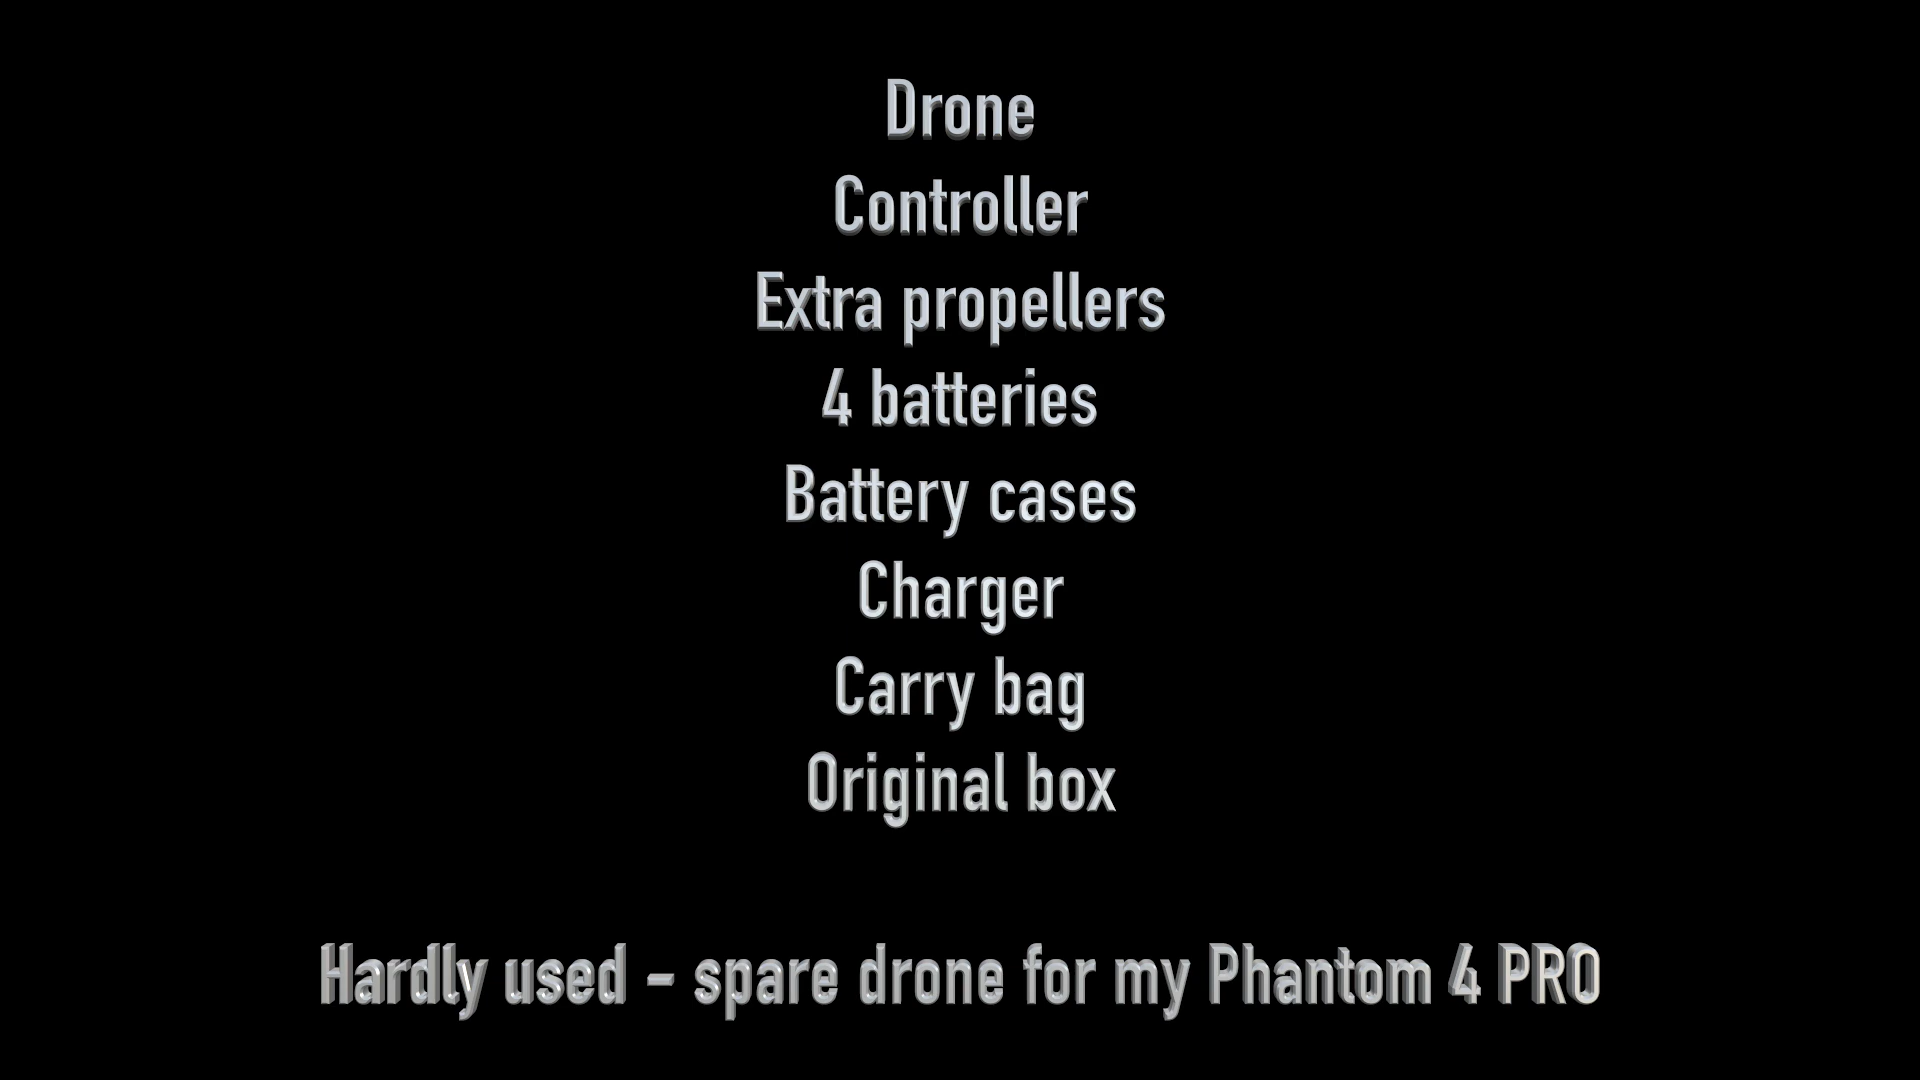 Drone
Controller
Extra propellers
4 batteries
Battery cases
Charger
Carry bag
Original box
Hardly used - spare drone for my Phantom 4 PRO